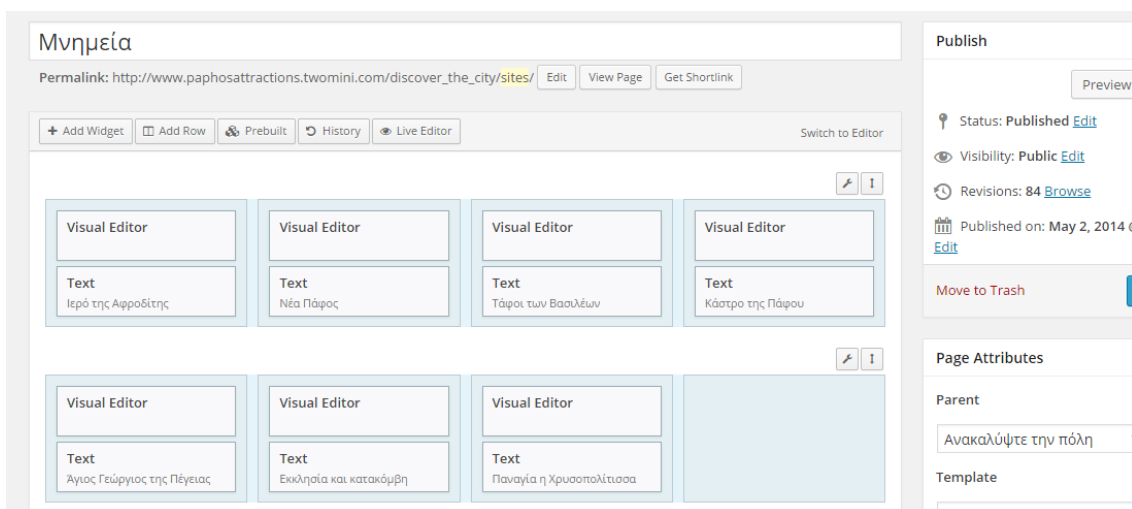 Μνημεία
Permalink: http://www.paphosattractions.twomini.com/discover_the_city/sites/ Edit View Page Get Shortlink
Add Widget Add Row Prebuilt History Live Editor Switch to Editor
Visual Editor Visual Editor Visual Editor Visual Editor
Text Text Text Text
Ιερό της Αφροδίτης Νέα Πάφος Τάφοι των Βασιλέων Κάστρο της Πάφου
Visual Editor Visual Editor Visual Editor
Text Text Text
Άγιος Γεώργιος της Πέγειας Εκκλησία και κατακόμβη Παναγία η Χρυσοπολίτισσα
Publish
Preview
Status: Published Edit
Visibility: Public Edit
Revisions: 84 Browse
Published on: May 2, 2014 @
Edit
Move to Trash
Page Attributes
Parent
Ανακαλύψτε την πόλη
Template